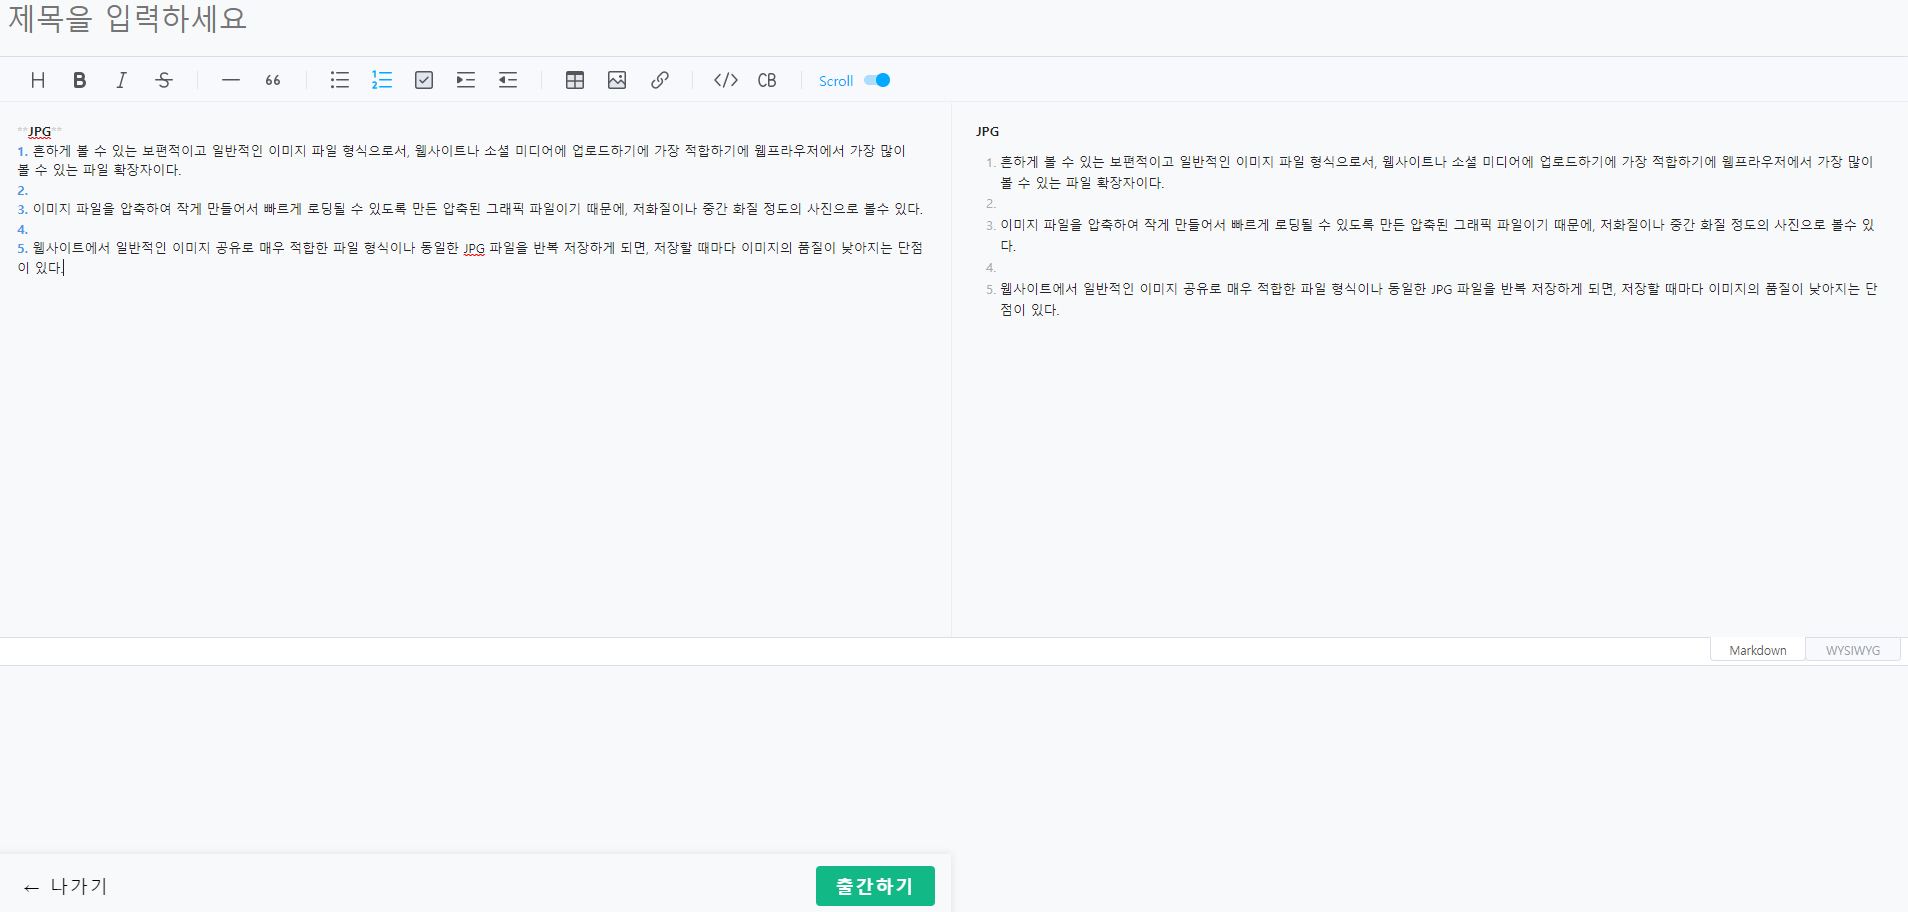 제목을 입력하세요
H B I S 66 </> CB Scroll
**JPG**
1. 흔하게 볼 수 있는 보편적이고 일반적인 이미지 파일 형식으로서, 웹사이트나 소셜 미디어에 업로드하기에 가장 적합하기에 웹프라우저에서 가장 많이
볼 수 있는 파일 확장자이다.
2.
3. 이미지 파일을 압축하여 작게 만들어서 빠르게 로딩될 수 있도록 만든 압축된 그래픽 파일이기 때문에, 저화질이나 중간 화질 정도의 사진으로 볼수 있다.
4.
5. 웹사이트에서 일반적인 이미지 공유로 매우 적합한 파일 형식이나 동일한 JPG 파일을 반복 저장하게 되면, 저장할 때마다 이미지의 품질이 낮아지는 단점
이 있다.
JPG
1. 흔하게 볼 수 있는 보편적이고 일반적인 이미지 파일 형식으로서, 웹사이트나 소셜 미디어에 업로드하기에 가장 적합하기에 웹프라우저에서 가장 많이
볼 수 있는 파일 확장자이다.
2.
3. 이미지 파일을 압축하여 작게 만들어서 빠르게 로딩될 수 있도록 만든 압축된 그래픽 파일이기 때문에, 저화질이나 중간 화질 정도의 사진으로 볼수 있
다.
4.
5. 웹사이트에서 일반적인 이미지 공유로 매우 적합한 파일 형식이나 동일한 JPG 파일을 반복 저장하게 되면, 저장할 때마다 이미지의 품질이 낮아지는 단
점이 있다.
Markdown WYSIWYG
← 나가기 출간하기